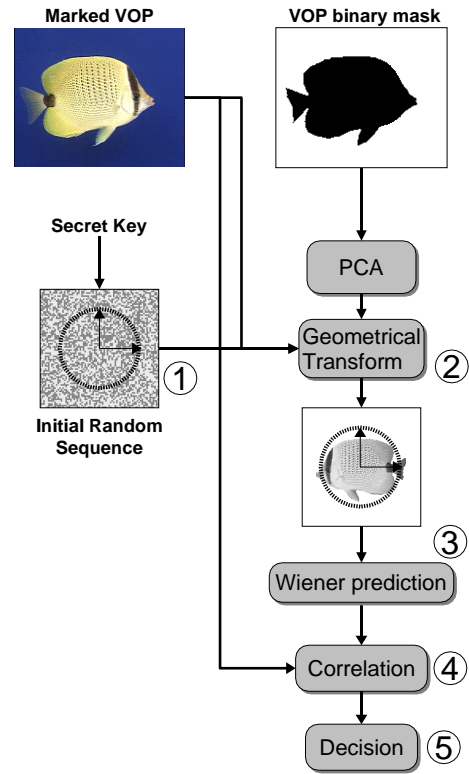 Marked VOP
VOP binary mask
Secret Key
PCA
Geometrical
Transform
1
2
Initial Random
Sequence
3
Wiener prediction
Correlation
4
Decision
5